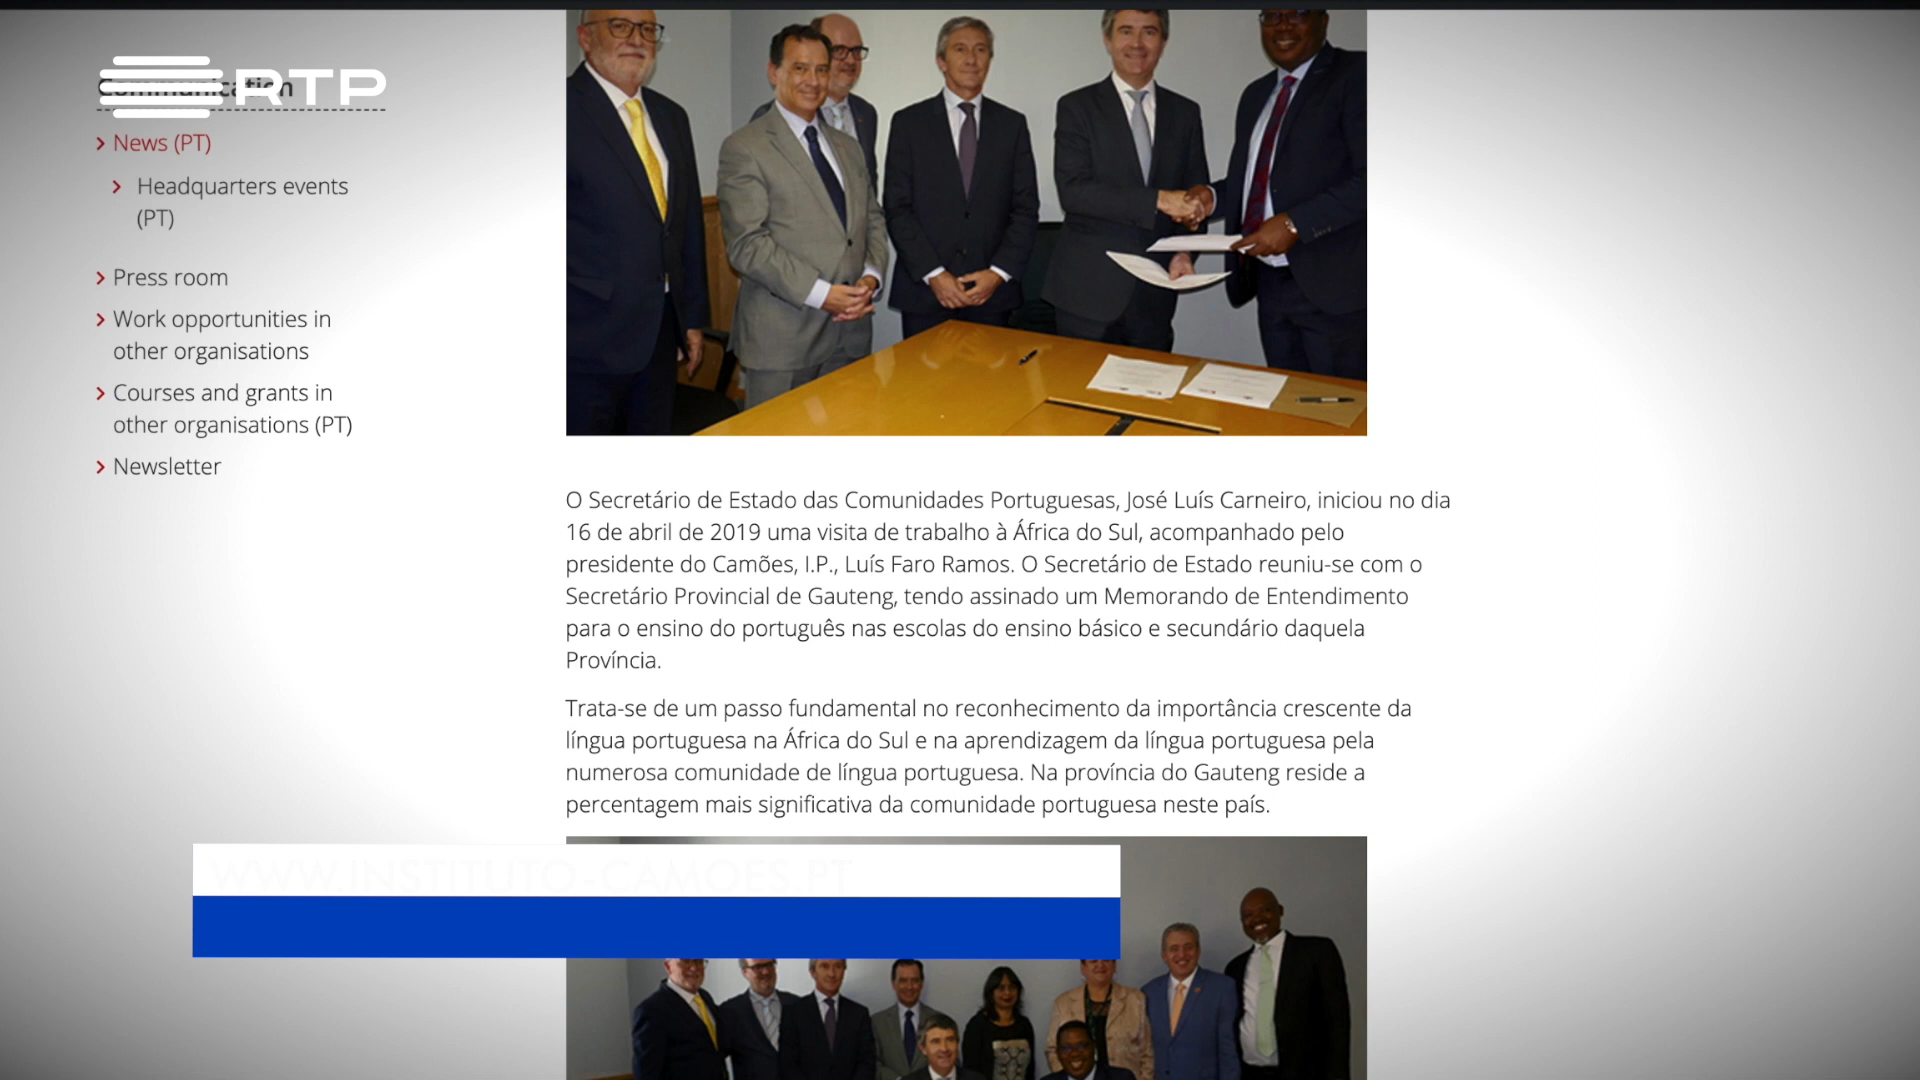 RTP
Communication
News (PT)
Headquarters events
(PT)
Press room
Work opportunities in
other organisations
Courses and grants in
other organisations (PT)
Newsletter
O Secretário de Estado das Comunidades Portuguesas, José Luís Carneiro, iniciou no dia
16 de abril de 2019 uma visita de trabalho à África do Sul, acompanhado pelo
presidente do Camões, I.P., Luís Faro Ramos. O Secretário de Estado reuniu-se com o
Secretário Provincial de Gauteng, tendo assinado um Memorando de Entendimento
para o ensino do português nas escolas do ensino básico e secundário daquela
Província.
Trata-se de um passo fundamental no reconhecimento da importância crescente da
língua portuguesa na África do Sul e na aprendizagem da língua portuguesa pela
numerosa comunidade de língua portuguesa. Na província do Gauteng reside a
percentagem mais significativa da comunidade portuguesa neste país.
WWW.INSTITUTO-CAMOES.PT